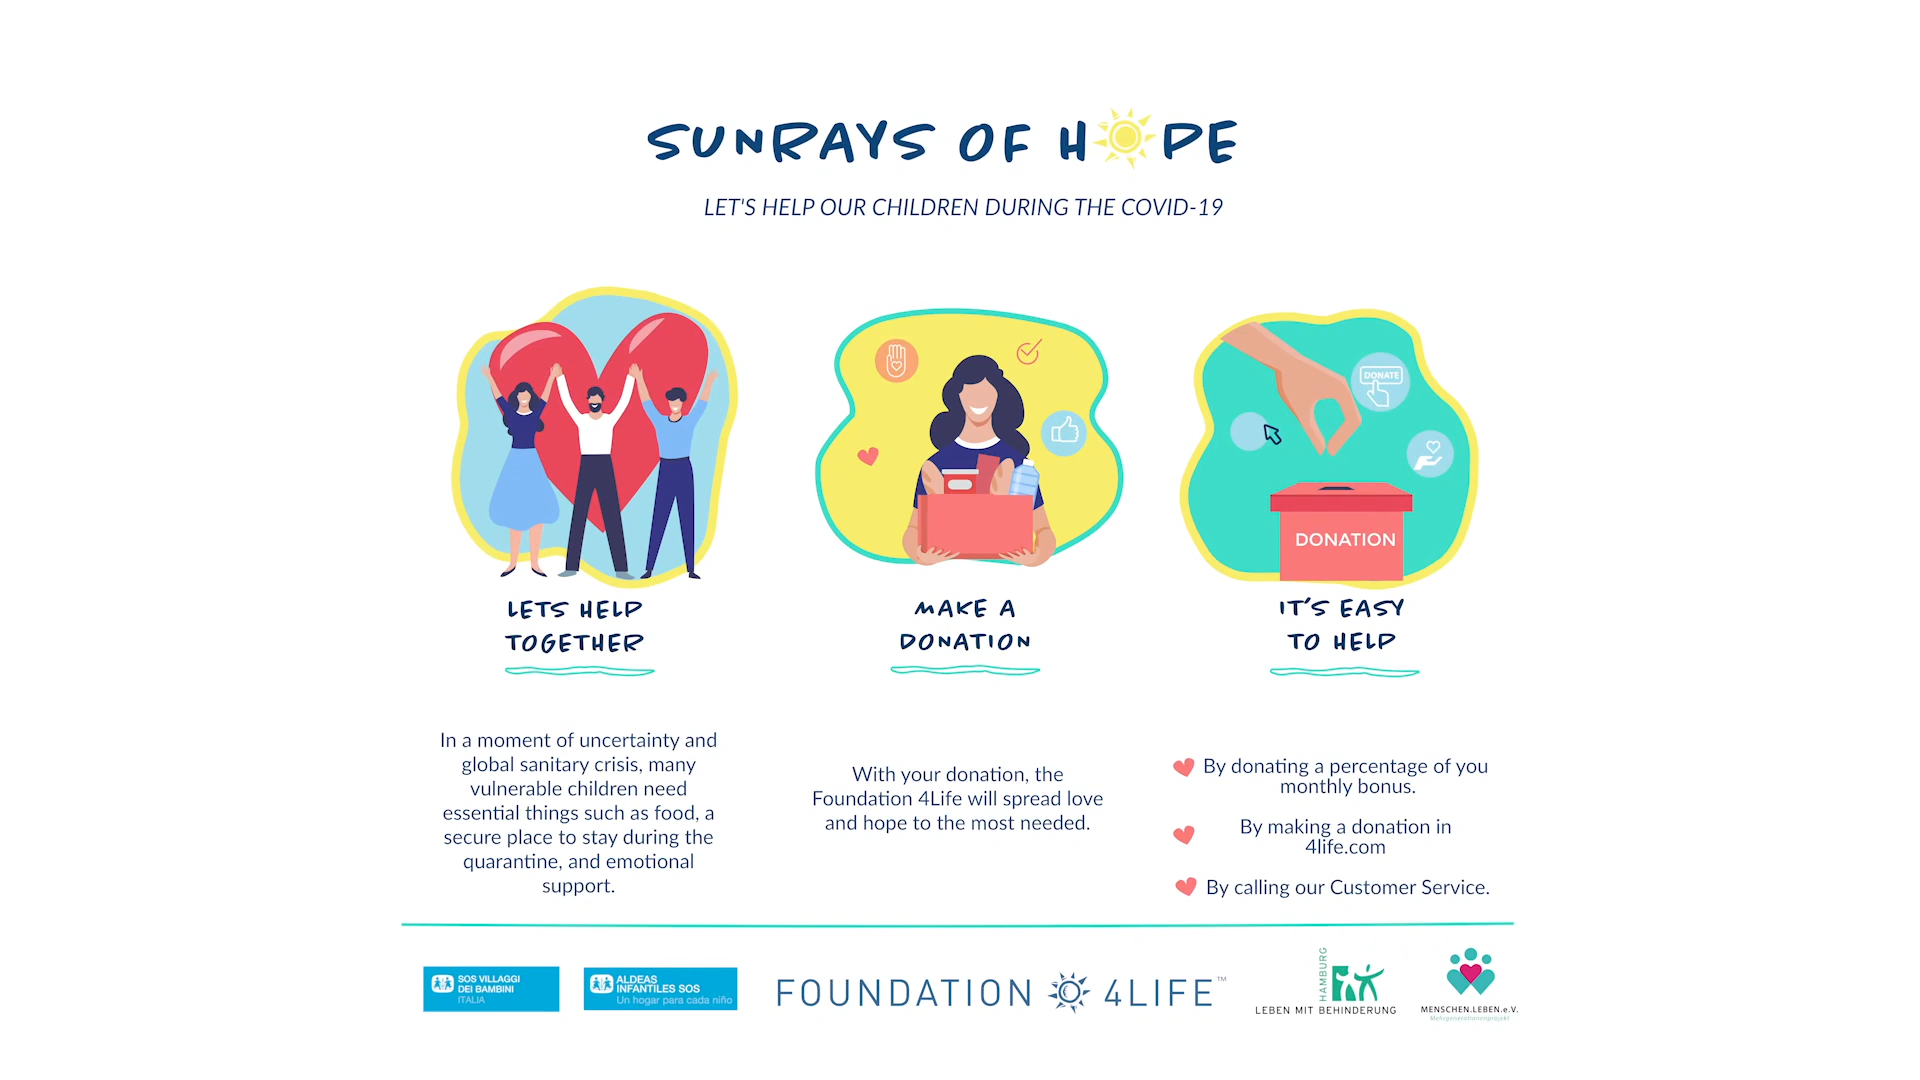 SUNRAYS OF HOPE
LET'S HELP OUR CHILDREN DURING THE COVID-19
DONATE
DONATION
LETS HELP
TOGETHER
MAKE A
DONATION
IT'S EASY
TO HELP
In a moment of uncertainty and
global sanitary crisis, many
vulnerable children need
essential things such as food, a
secure place to stay during the
quarantine, and emotional
support.
With your donation, the
Foundation 4Life will spread love
and hope to the most needed.
By donating a percentage of you
monthly bonus.
By making a donation in
4life.com
By calling our Customer Service.
SOS VILLAGGI
DEI BAMBINI
ITALIA
ALDEAS
INFANTILES SOS
Un hogar para cada niño
FOUNDATION 4LIFE™
HAMBURG
LEBEN MIT BEHINDERUNG
MENSCHEN.LEBEN.e.V.
Mehrgenerationenprojekt